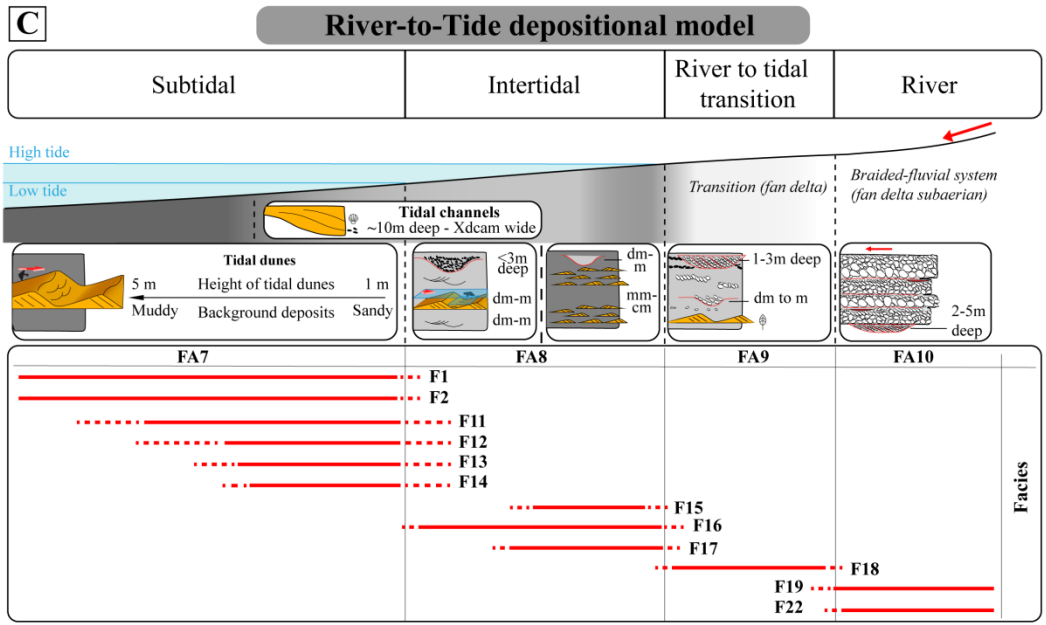 C
River-to-Tide depositional model
Subtidal
Intertidal
River to tidal
transition
River
High tide
Low tide
Transition (fan delta)
Braided-fluvial system
(fan delta subaerian)
Tidal channels
~10m deep - Xdcam wide
Tidal dunes
5 m Height of tidal dunes 1 m
Muddy Background deposits Sandy
<3m
deep
dm-m
dm-m
dm-
m
mm-
cm
1-3m deep
dm to m
2-5m
deep
FA7 FA8 FA9 FA10
F1
F2
F11
F12
F13
F14
F15
F16
F17
F18
F19
F22
Facies